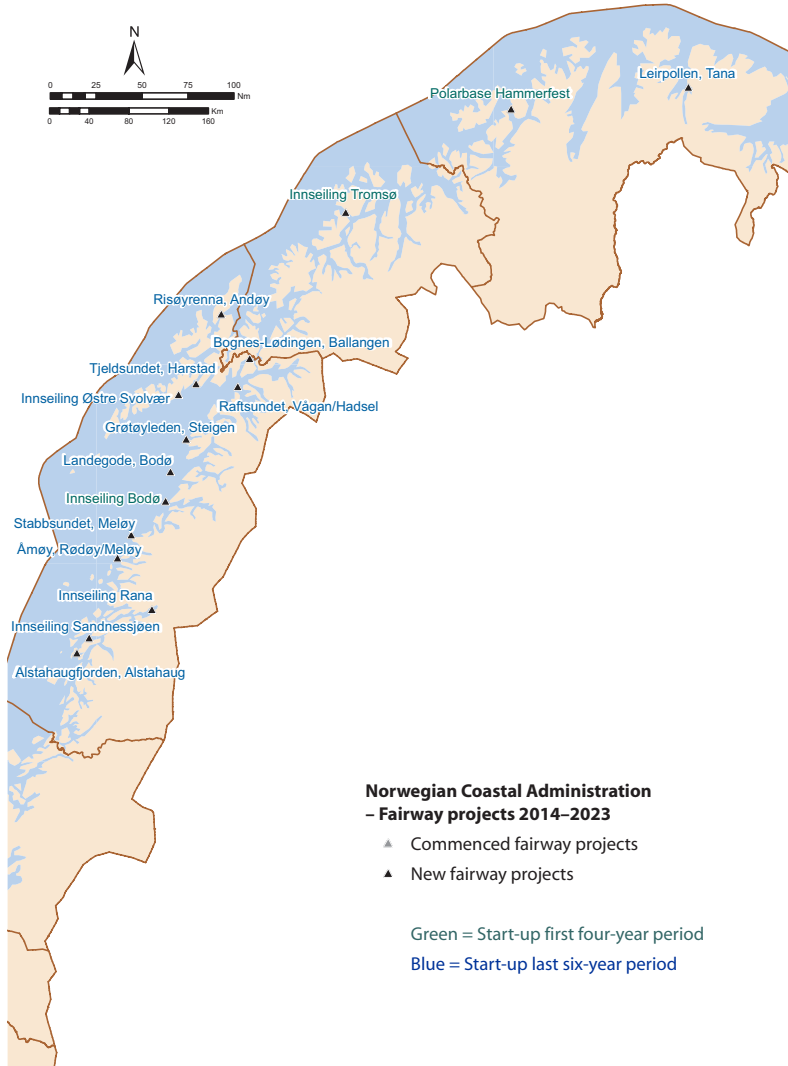 N
0 25 50 75 100
Nm
Km
0 40 80 120 160
Leirpollen, Tana
Polarbase Hammerfest
Innseiling Tromsø
Risøyrenna, Andøy
Bognes-Lødingen, Ballangen
Tjeldsundet, Harstad
Innseiling Østre Svolvær
Raftsundet, Vågan/Hadsel
Grøtøyleden, Steigen
Landegode, Bodø
Innseiling Bodø
Stabbsundet, Meløy
Åmøy, Rødøy/Meløy
Innseiling Rana
Innseiling Sandnessjøen
Alstahaugfjorden, Alstahaug
Norwegian Coastal Administration
– Fairway projects 2014–2023
Commenced fairway projects
New fairway projects
Green = Start-up first four-year period
Blue = Start-up last six-year period